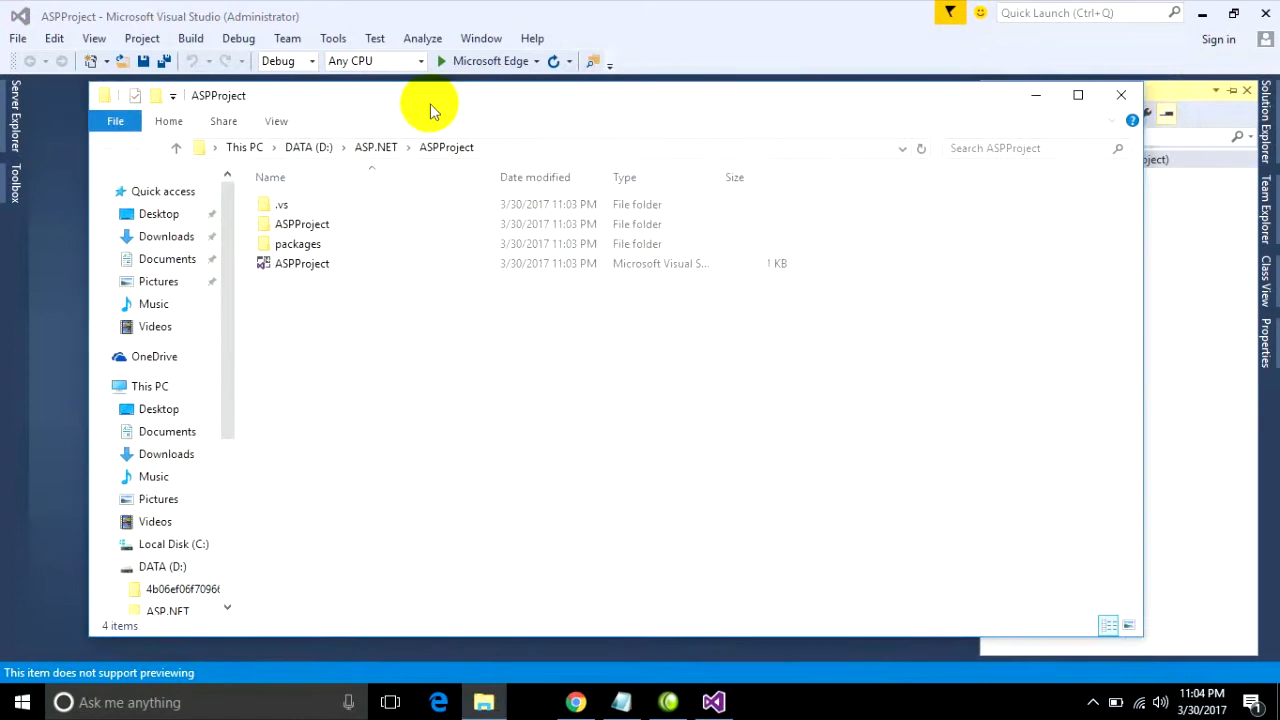 ASPProject - Microsoft Visual Studio (Administrator)
Quick Launch (Ctrl+Q)
File Edit View Project Build Debug Team Tools Test Analyze Window Help
Sign in
Debug Any CPU Microsoft Edge
Server Explorer
Toolbox
ASPProject
File Home Share View
This PC DATA (D:) ASP.NET ASPProject
Search ASPProject
ject)
Name Date modified Type Size
Quick access
Desktop
Downloads
Documents
Pictures
Music
Videos
OneDrive
This PC
Desktop
Documents
Downloads
Music
Pictures
Videos
Local Disk (C:)
DATA (D:)
4b06ef06f7096
ASP.NET
.vs 3/30/2017 11:03 PM File folder
ASPProject 3/30/2017 11:03 PM File folder
packages 3/30/2017 11:03 PM File folder
ASPProject 3/30/2017 11:03 PM Microsoft Visual S... 1 KB
Solution Explorer
Team Explorer
Class View
Properties
4 items
This item does not support previewing
Ask me anything
11:04 PM
3/30/2017
1